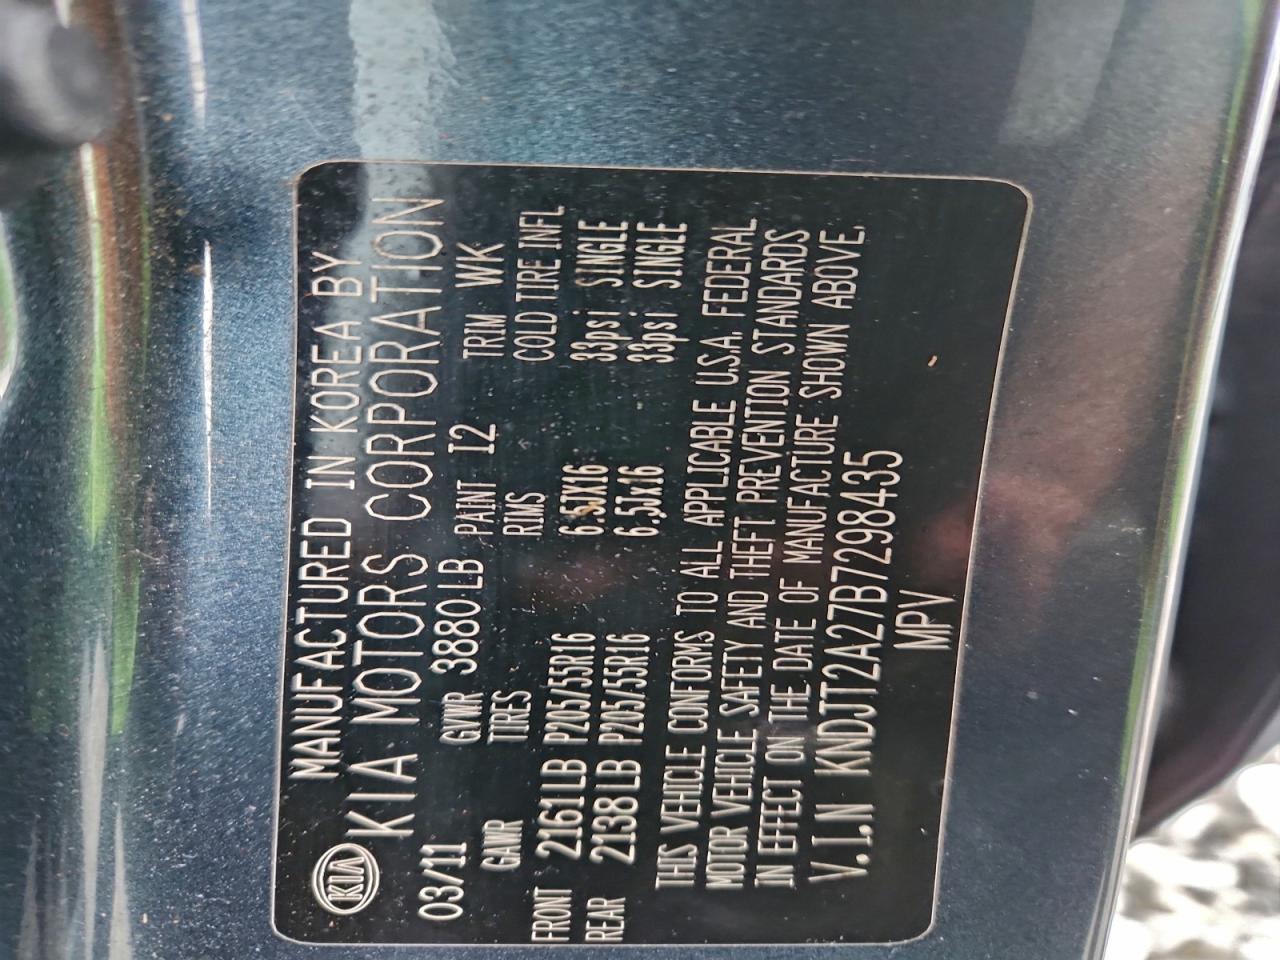 KIA
MANUFACTURED IN KOREA BY
KIA MOTORS CORPORATION
03/11 GVWR 3880LB PAINT I2 TRIM WK
GAWR TIRES RIMS COLD TIRE INFL
FRONT 2161LB P205/55R16 6.5JX16 33psi SINGLE
REAR 2138LB P205/55R16 6.5Jx16 33psi SINGLE
THIS VEHICLE CONFORMS TO ALL APPLICABLE U.S.A. FEDERAL
MOTOR VEHICLE SAFETY AND THEFT PREVENTION STANDARDS
IN EFFECT ON THE DATE OF MANUFACTURE SHOWN ABOVE.
V.I.N KNDJT2A27B7298435
MPV